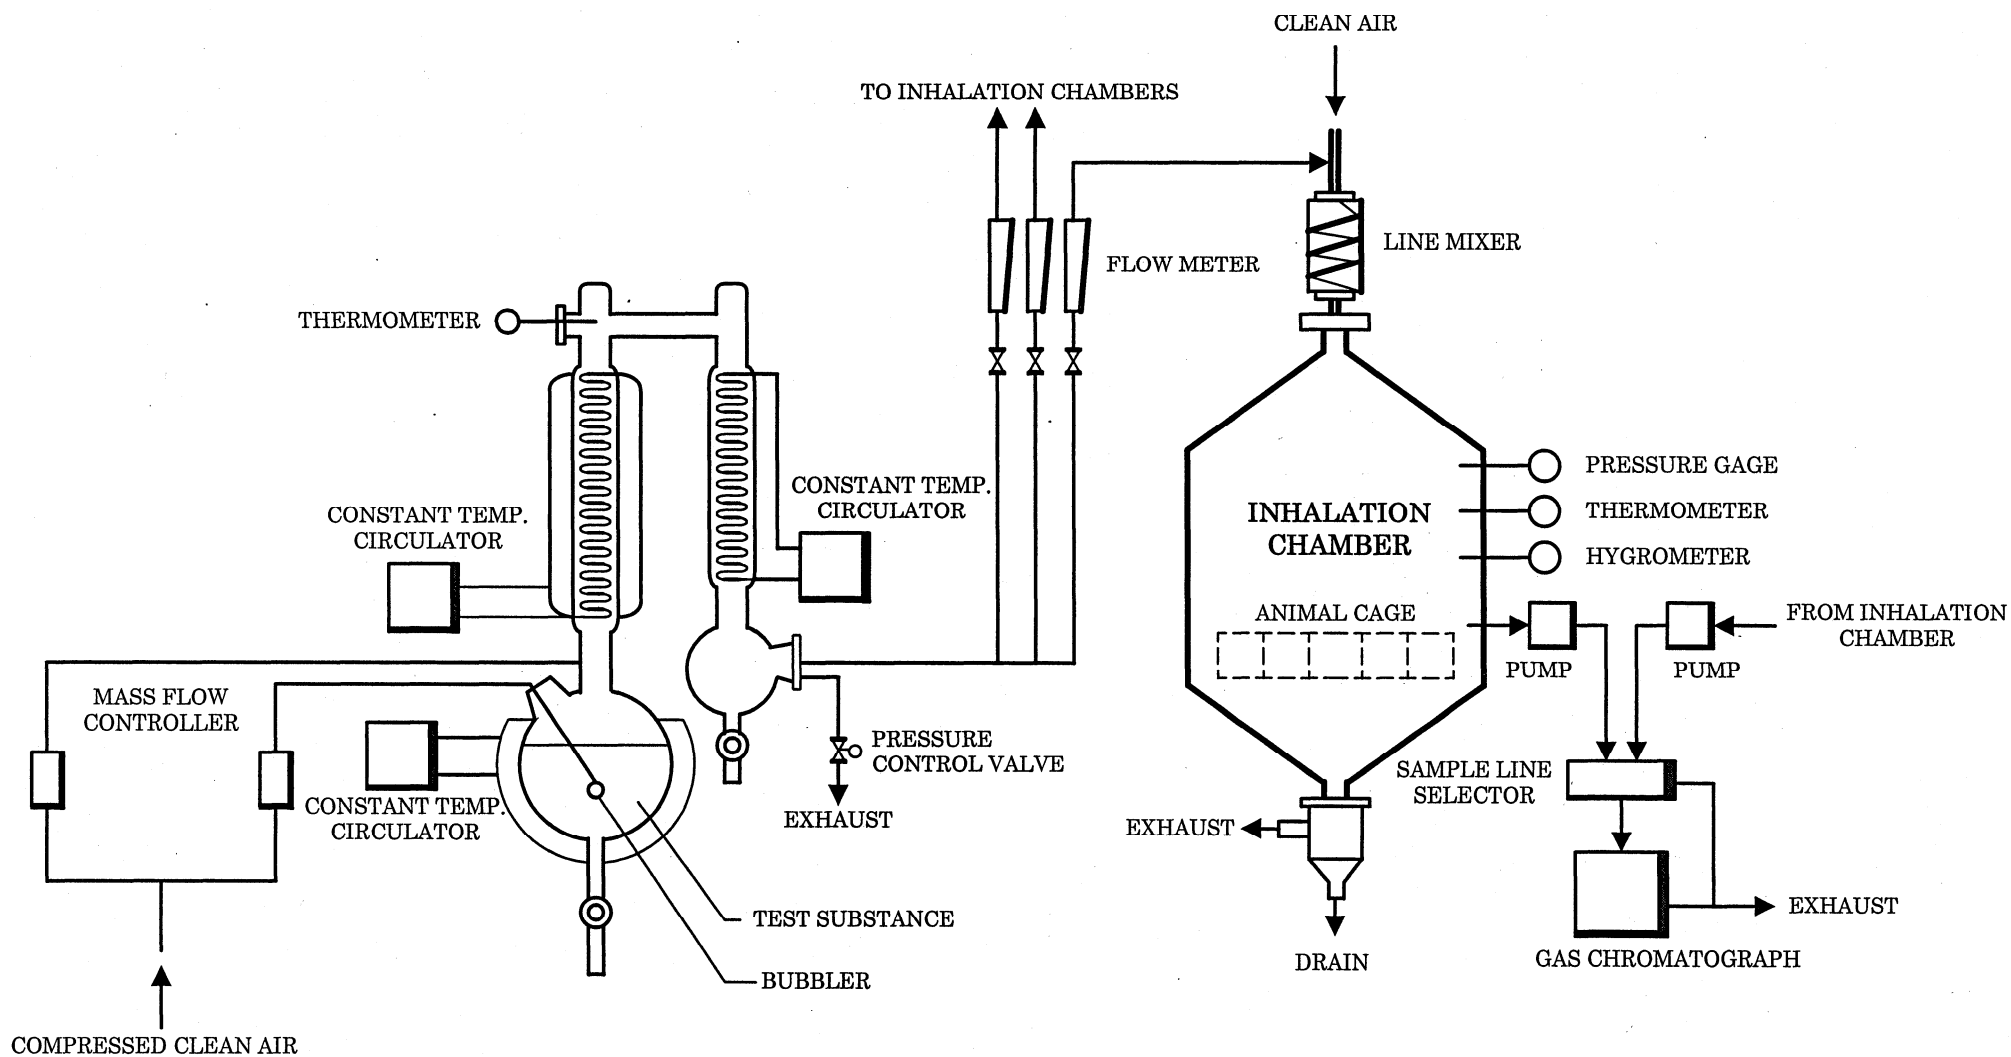 CLEAN AIR
TO INHALATION CHAMBERS
LINE MIXER
FLOW METER
THERMOMETER
CONSTANT TEMP.
CIRCULATOR
CONSTANT TEMP.
CIRCULATOR
PRESSURE GAGE
THERMOMETER
HYGROMETER
INHALATION
CHAMBER
ANIMAL CAGE
FROM INHALATION
CHAMBER
PUMP
PUMP
MASS FLOW
CONTROLLER
PRESSURE
CONTROL VALVE
SAMPLE LINE
SELECTOR
CONSTANT TEMP.
CIRCULATOR
EXHAUST
EXHAUST
TEST SUBSTANCE
EXHAUST
BUBBLER
DRAIN
GAS CHROMATOGRAPH
COMPRESSED CLEAN AIR